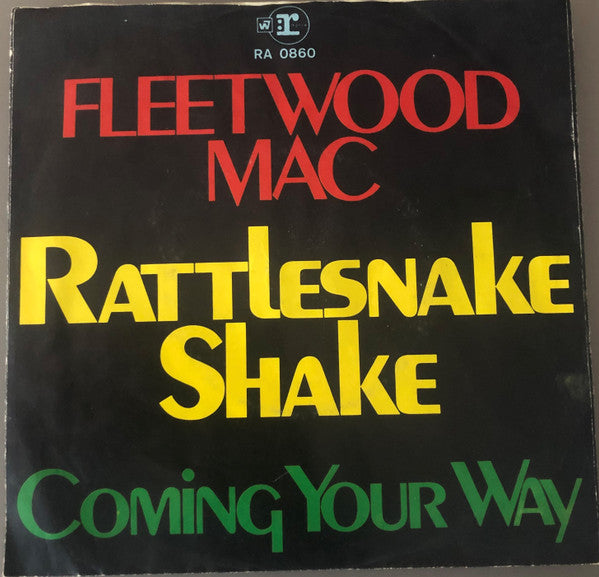 W r
RA 0860
FLEETWOOD
MAC
RATTlESNAKE
SHAKE
COMiNG YOUR WAY